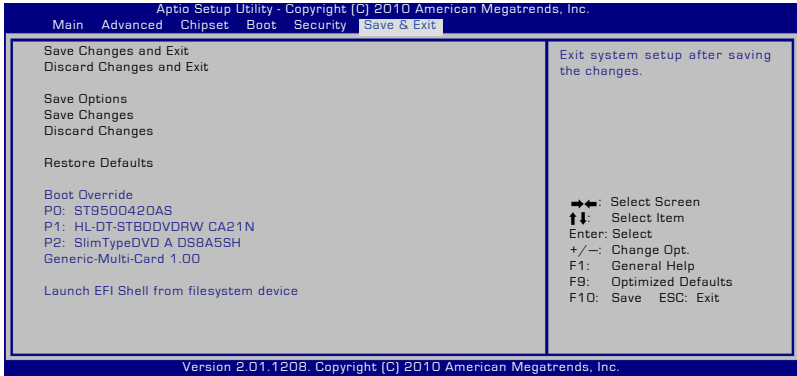 Aptio Setup Utility - Copyright (C) 2010 American Megatrends, Inc.
Main Advanced Chipset Boot Security Save & Exit
Save Changes and Exit
Discard Changes and Exit
Save Options
Save Changes
Discard Changes
Restore Defaults
Boot Override
P0: ST9500420AS
P1: HL-DT-STBDDVDRW CA21N
P2: SlimTypeDVD A DS8A5SH
Generic-Multi-Card 1.00
Launch EFI Shell from filesystem device
Exit system setup after saving
the changes.
→←: Select Screen
↑↓: Select Item
Enter: Select
+/—: Change Opt.
F1: General Help
F9: Optimized Defaults
F10: Save ESC: Exit
Version 2.01.1208. Copyright (C) 2010 American Megatrends, Inc.